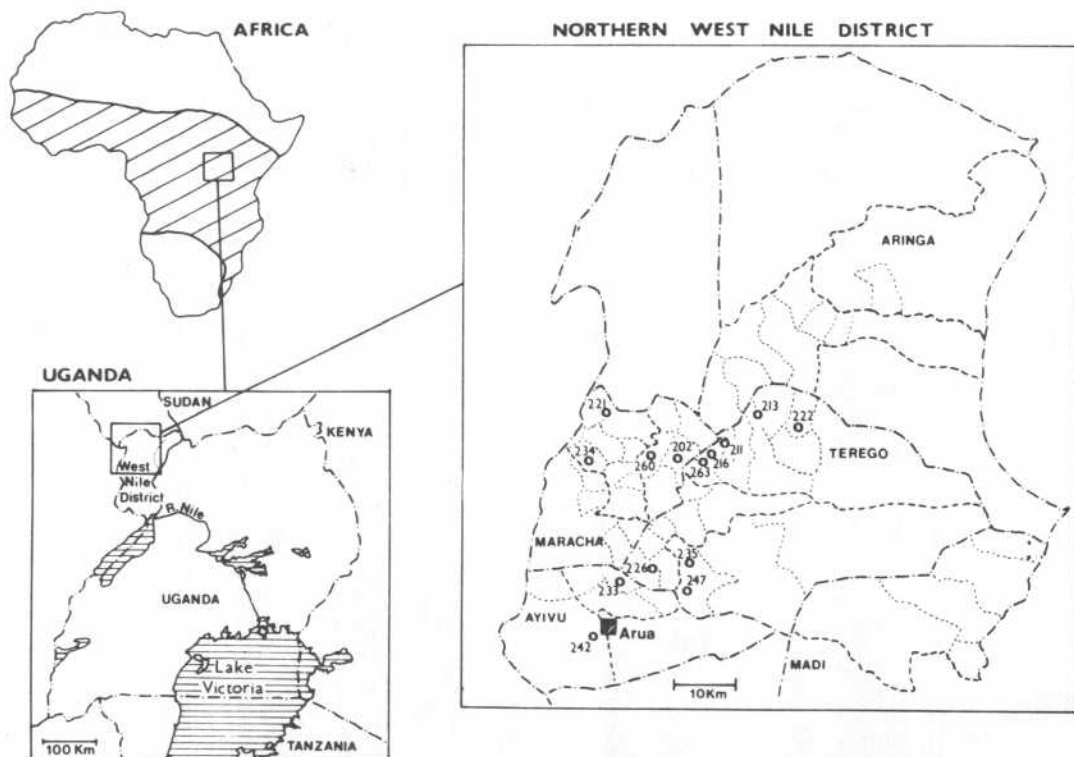 AFRICA
NORTHERN WEST NILE DISTRICT
ARINGA
UGANDA
SUDAN
KENYA
West
Nile
District
R. Nile
UGANDA
Lake
Victoria
TANZANIA
100 Km
221
213
222
234
260
202
211
216
263
TEREGO
MARACHA
235
226
247
233
AYIVU
Arua
242
MADI
10Km